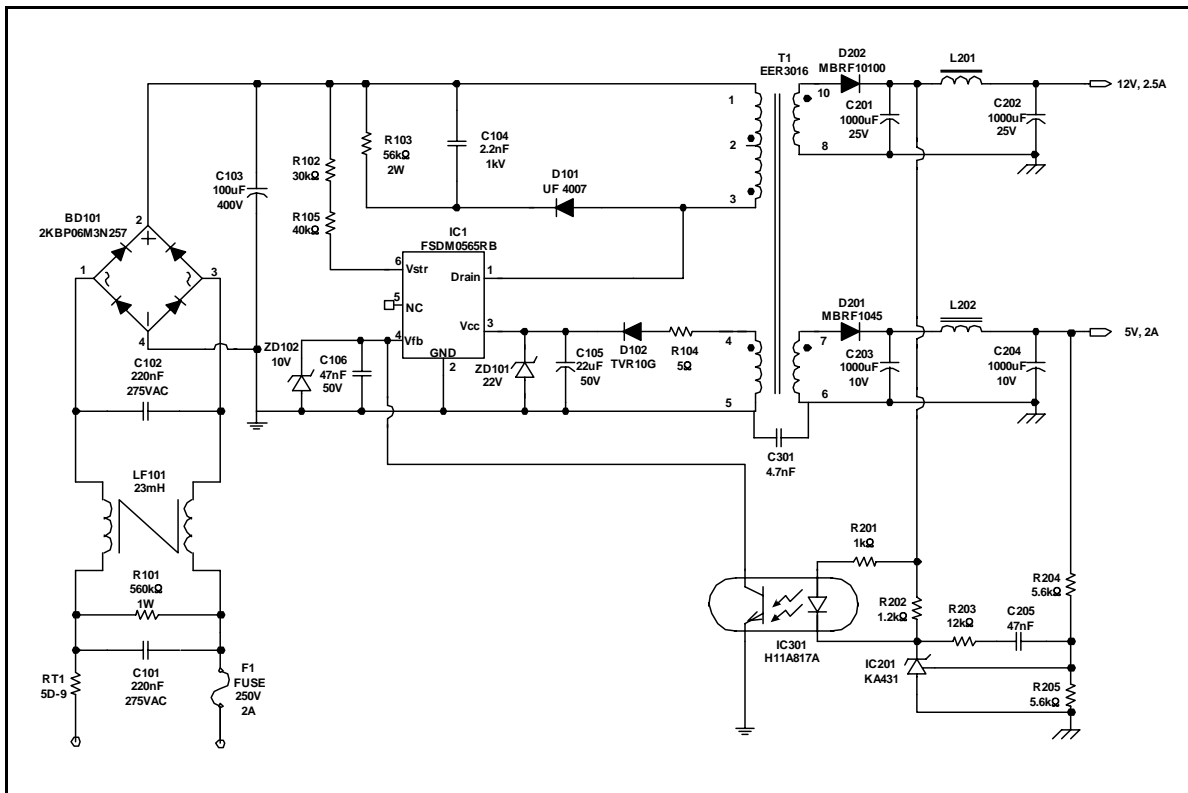 T1
EER3016
D202
MBRF10100
L201
1
10
12V, 2.5A
C201
1000uF
25V
C202
1000uF
25V
R103
56kΩ
2W
C104
2.2nF
1kV
2
8
R102
30kΩ
D101
UF 4007
C103
100uF
400V
3
BD101
2KBP06M3N257
2
R105
40kΩ
IC1
FSDM0565RB
6
Vstr
1
3
Drain
1
5
NC
D201
MBRF1045
L202
3
Vcc
4
Vfb
4
7
5V, 2A
4
ZD102
10V
C106
47nF
50V
GND
2
ZD101
22V
C105
22uF
50V
D102
TVR10G
R104
5Ω
C203
1000uF
10V
C204
1000uF
10V
C102
220nF
275VAC
5
6
C301
4.7nF
LF101
23mH
R201
1kΩ
R101
560kΩ
1W
R204
5.6kΩ
R202
1.2kΩ
R203
12kΩ
C205
47nF
IC301
H11A817A
IC201
KA431
C101
220nF
275VAC
RT1
5D-9
F1
FUSE
250V
2A
R205
5.6kΩ